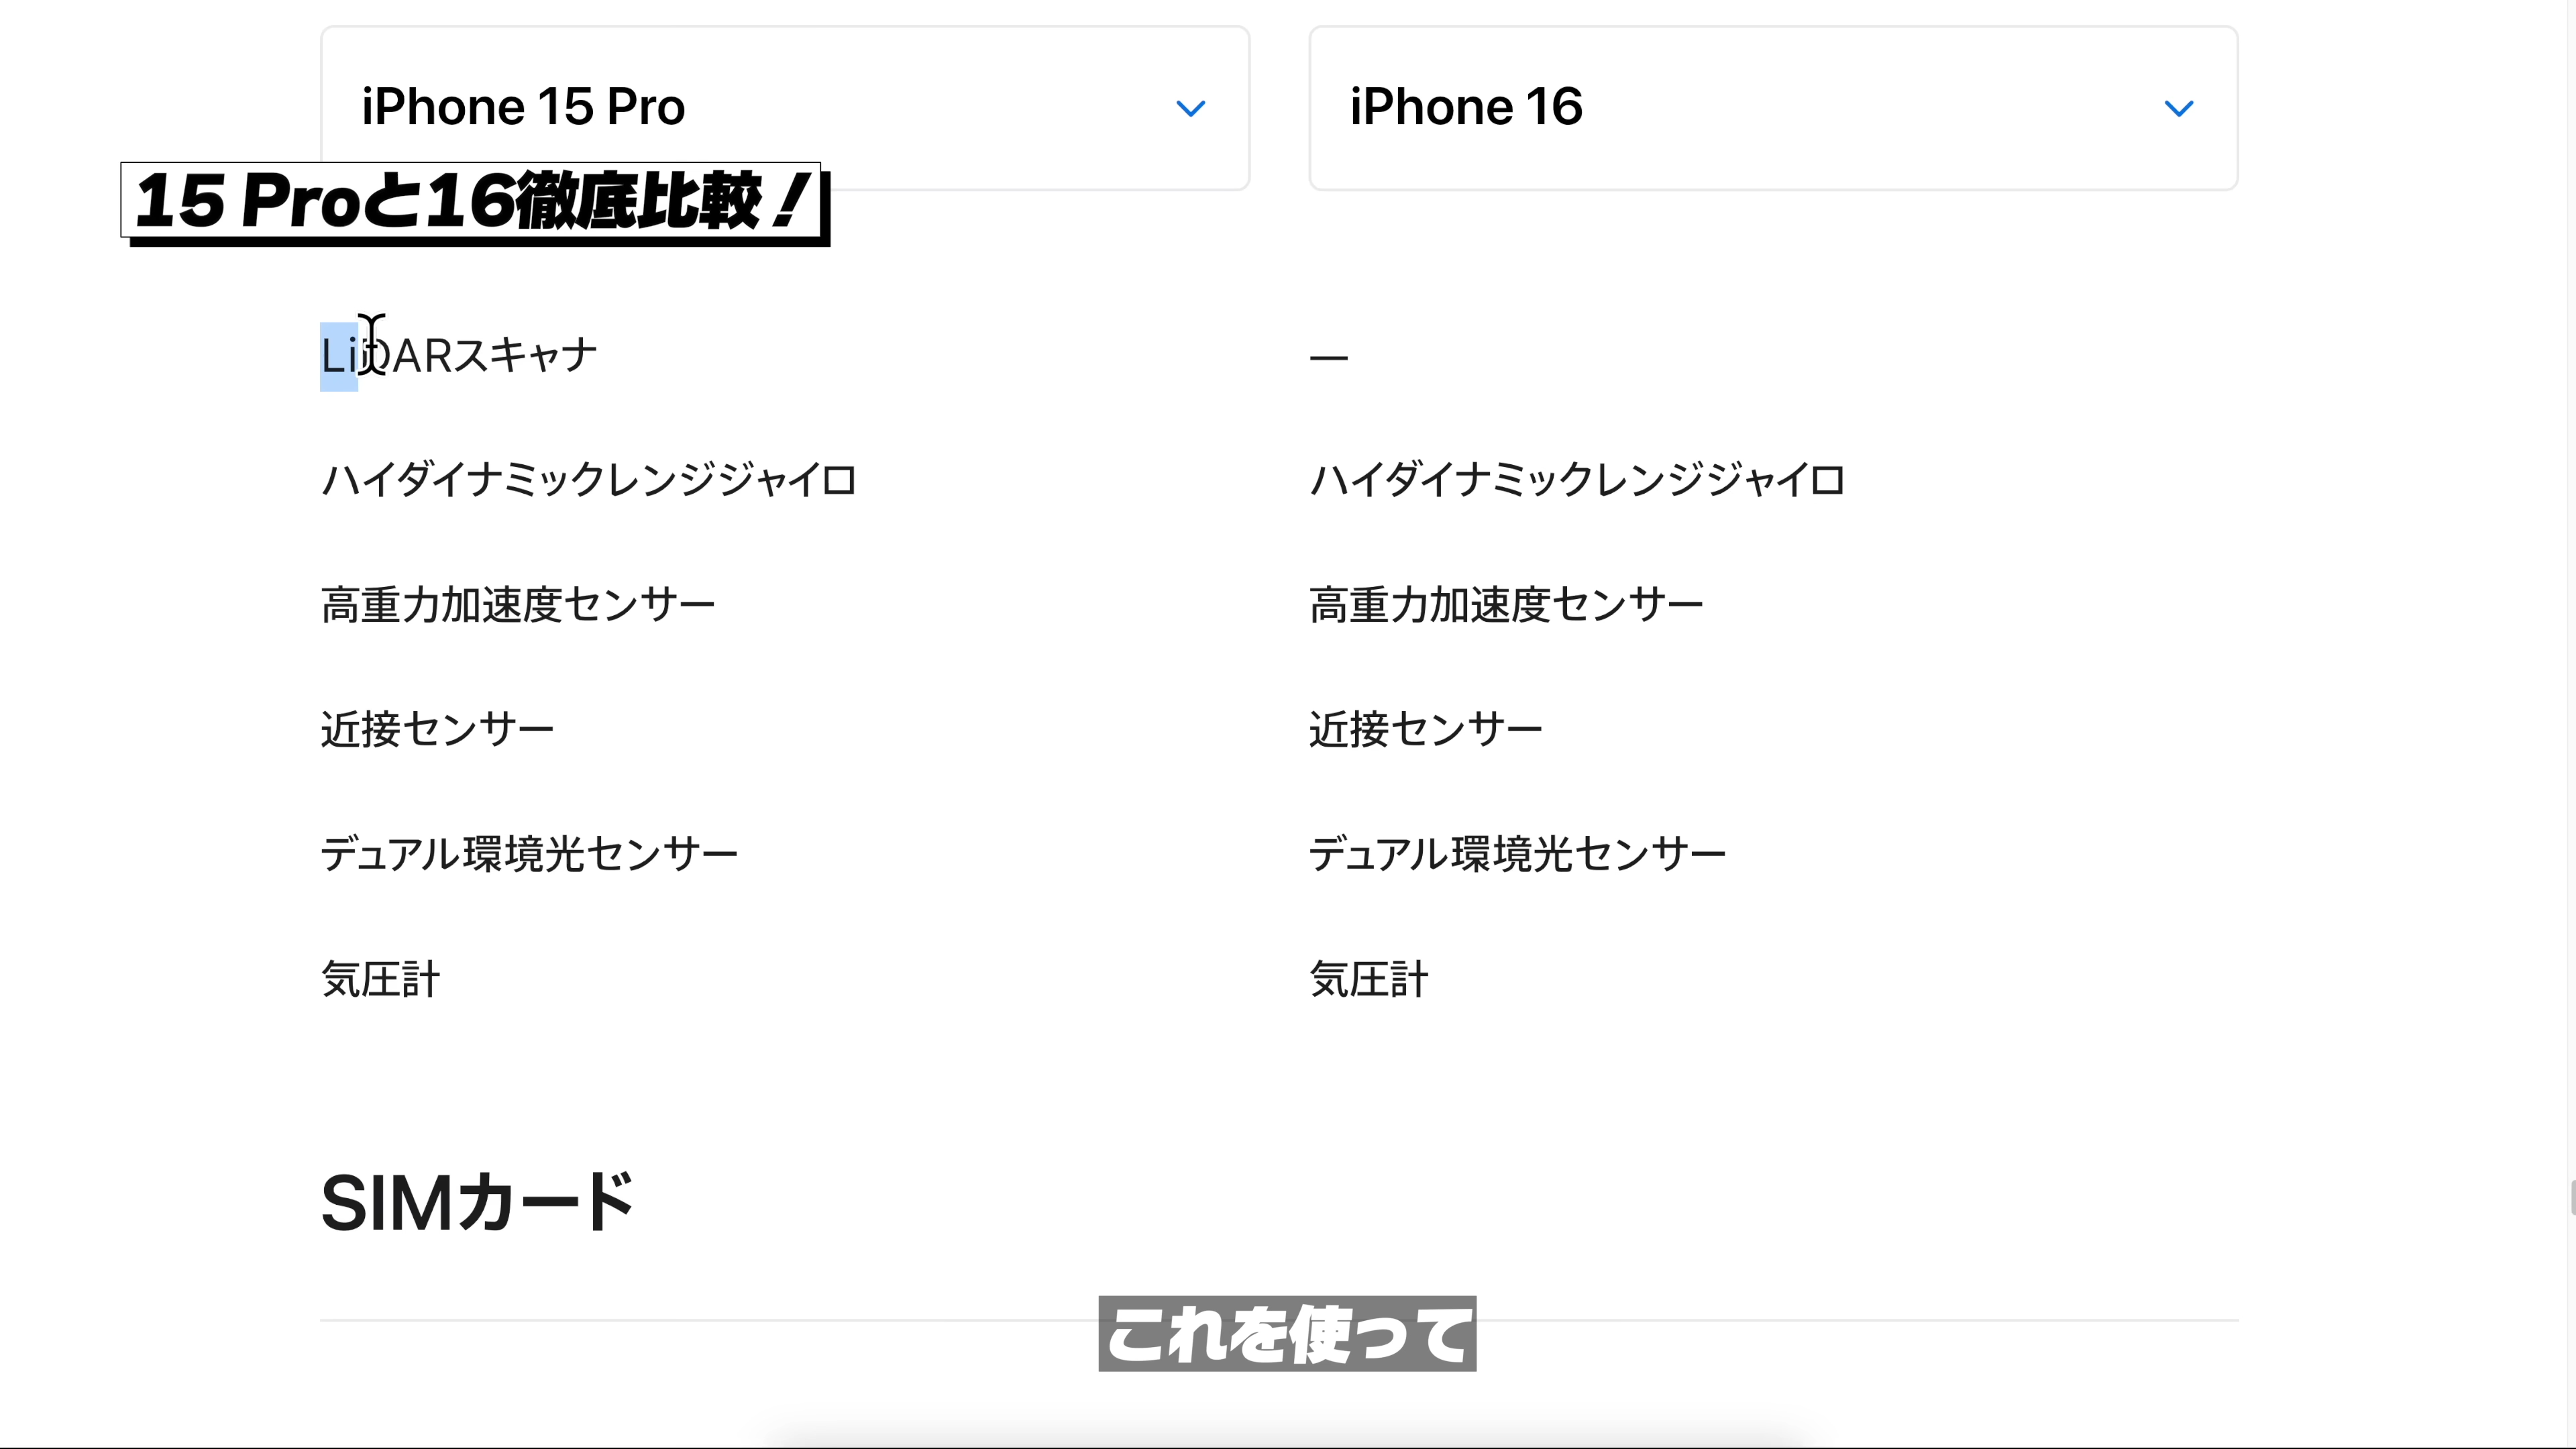 iPhone 15 Pro
iPhone 16
15 Proと16徹底比較！
LiDARスキャナ
—
ハイダイナミックレンジジャイロ
ハイダイナミックレンジジャイロ
高重力加速度センサー
高重力加速度センサー
近接センサー
近接センサー
デュアル環境光センサー
デュアル環境光センサー
気圧計
気圧計
SIMカード
これを使って